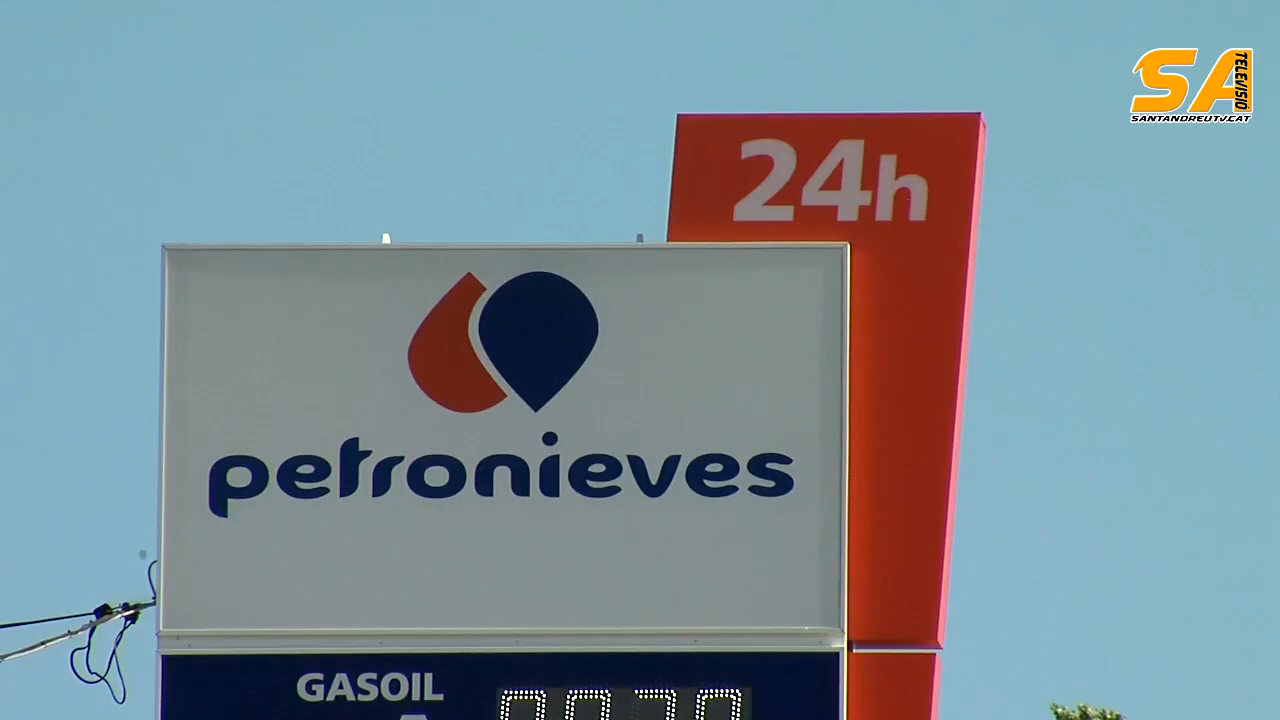 SA TELEVISIÓ
SANTANDREUTV.CAT
24h
petronieves
GASOIL